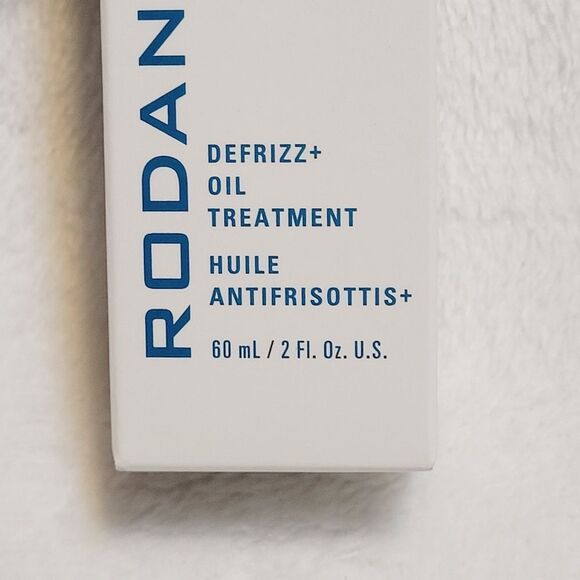 RODAN
DEFRIZZ+
OIL
TREATMENT
HUILE
ANTIFRISOTTIS+
60 mL / 2 Fl. Oz. U.S.